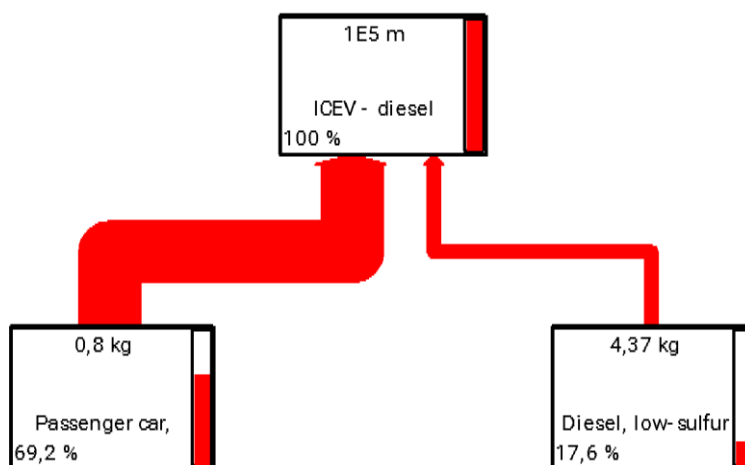 1E5 m
ICEV - diesel
100 %
0,8 kg
Passenger car,
69,2 %
4,37 kg
Diesel, low-sulfur
17,6 %